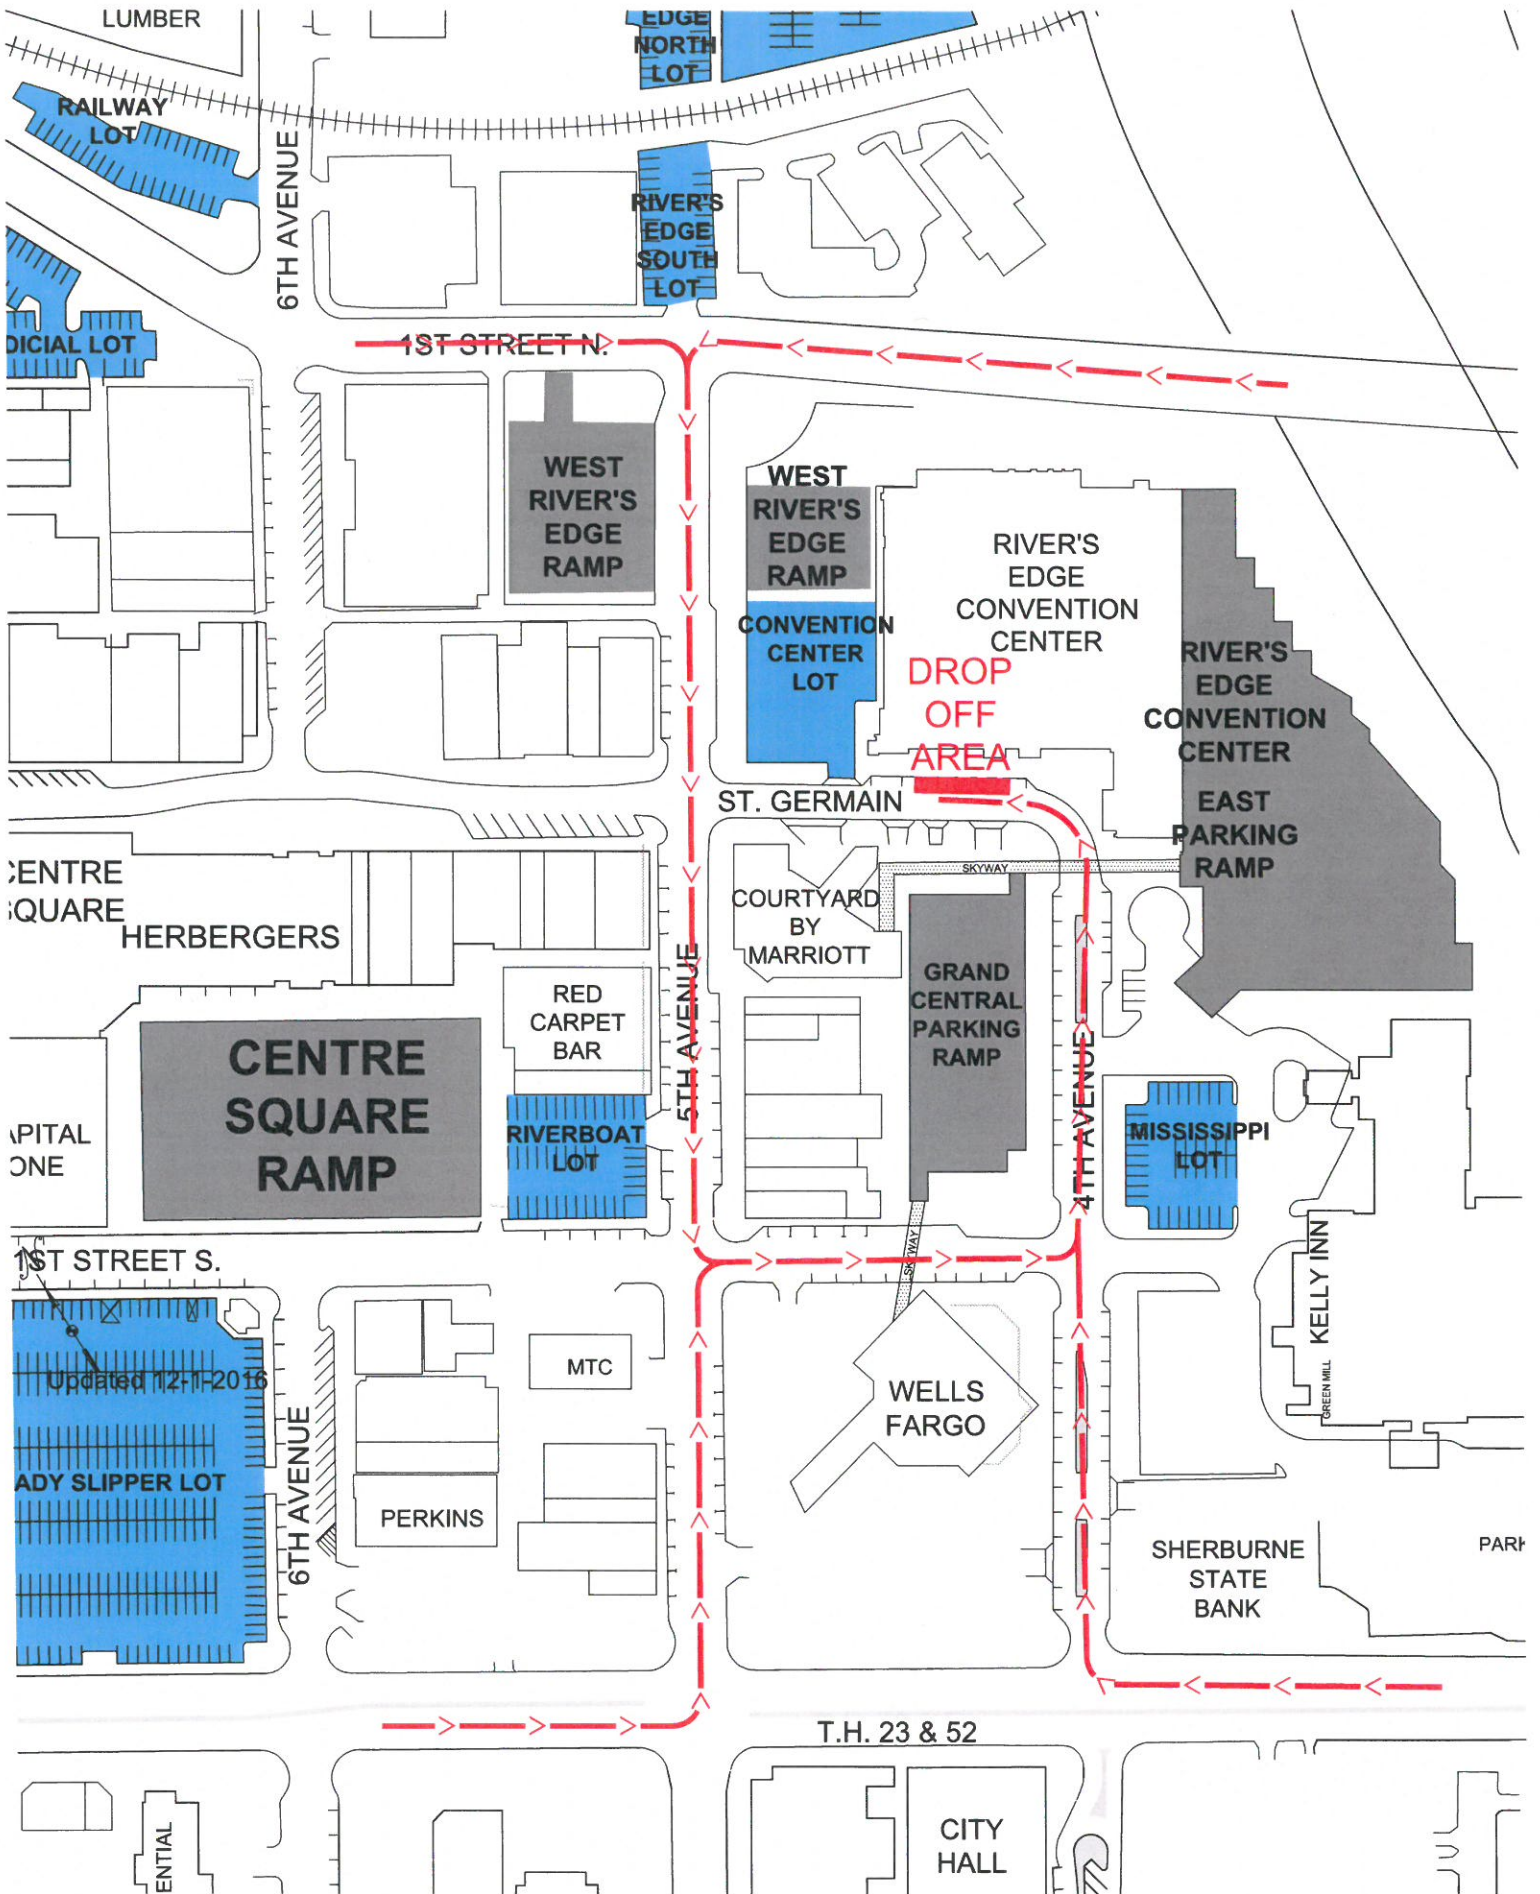 LUMBER
EDGE
NORTH
LOT
RAILWAY
LOT
6TH AVENUE
RIVER'S
EDGE
SOUTH
LOT
DICIAL LOT
1ST STREET N.
WEST
RIVER'S
EDGE
RAMP
WEST
RIVER'S
EDGE
RAMP
RIVER'S
EDGE
CONVENTION
CENTER
CONVENTION
CENTER
LOT
DROP
OFF
AREA
RIVER'S
EDGE
CONVENTION
CENTER
EAST
PARKING
RAMP
ST. GERMAIN
SKYWAY
CENTRE
SQUARE
HERBERGERS
COURTYARD
BY
MARRIOTT
5TH AVENUE
RED
CARPET
BAR
GRAND
CENTRAL
PARKING
RAMP
4TH AVENUE
CENTRE
SQUARE
RAMP
APITAL
ONE
RIVERBOAT
LOT
MISSISSIPPI
LOT
1ST STREET S.
SKYWAY
KELLY INN
GREEN MILL
Updated 12-1-2016
MTC
WELLS
FARGO
ADY SLIPPER LOT
6TH AVENUE
PERKINS
SHERBURNE
STATE
BANK
PARK
T.H. 23 & 52
CITY
HALL
ENTIAL